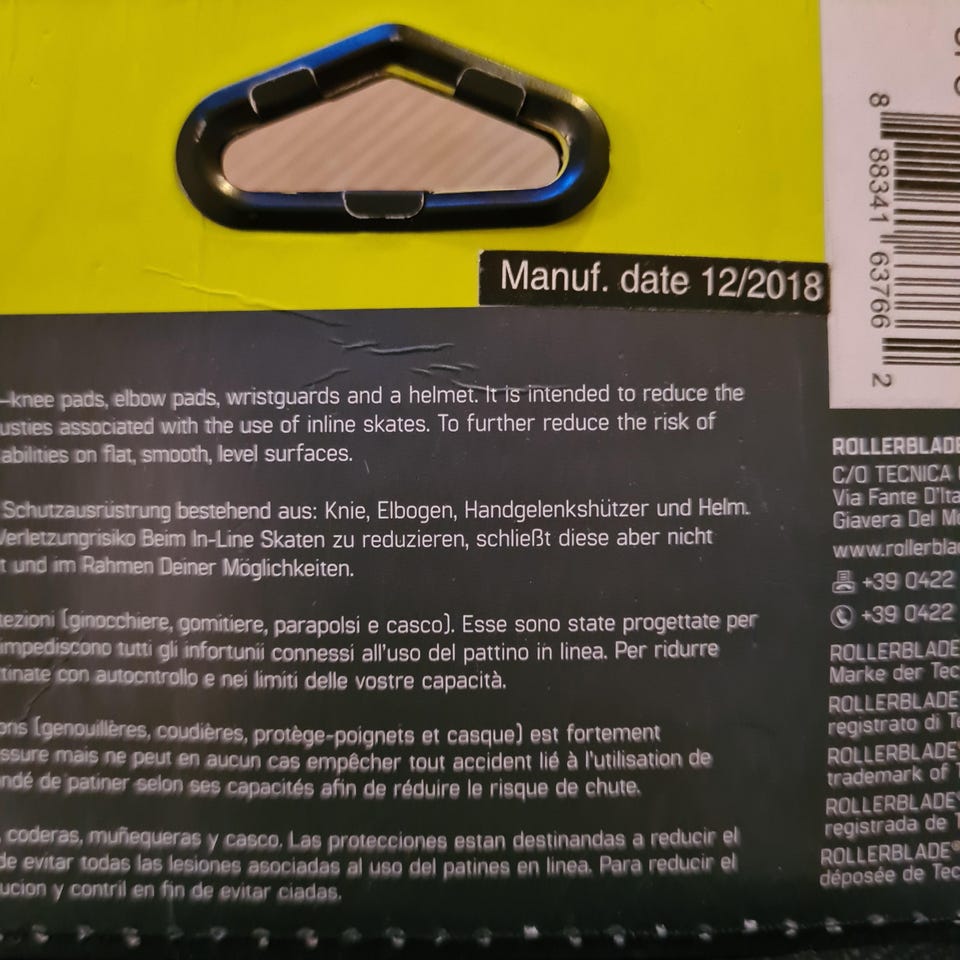 Manuf. date 12/2018
8 88341 63766 2
knee pads, elbow pads, wristguards and a helmet. It is intended to reduce the
usties associated with the use of inline skates. To further reduce the risk of
abilities on flat, smooth, level surfaces.
Schutzausrüstrung bestehend aus: Knie, Elbogen, Handgelenkshützer und Helm.
Verletzungrisiko Beim In-Line Skaten zu reduzieren, schließt diese aber nicht
t und im Rahmen Deiner Möglichkeiten.
tezioni (ginocchiere, gomitiere, parapolsi e casco). Esse sono state progettate per
impediscono tutti gli infortunii connessi all'uso del pattino in linea. Per ridurre
tinate con autocntrollo e nei limiti delle vostre capacità.
ons (genouillères, coudières, protège-poignets et casque) est fortement
ssure mais ne peut en aucun cas empêcher tout accident lié à l'utilisation de
ndé de patiner selon ses capacités afin de réduire le risque de chute.
coderas, muñequeras y casco. Las protecciones estan destinandas a reducir el
de evitar todas las lesiones asociadas al uso del patines en linea. Para reducir el
ucion y contril en fin de evitar ciadas.
ROLLERBLADE
C/O TECNICA
Via Fante D'Ita
Giavera Del Mo
www.rollerblad
+39 0422
+39 0422
ROLLERBLADE
Marke der Tec
ROLLERBLADE
registrato di T
ROLLERBLADE
trademark of T
ROLLERBLADE
registrada de T
ROLLERBLADE®
déposée de Tec